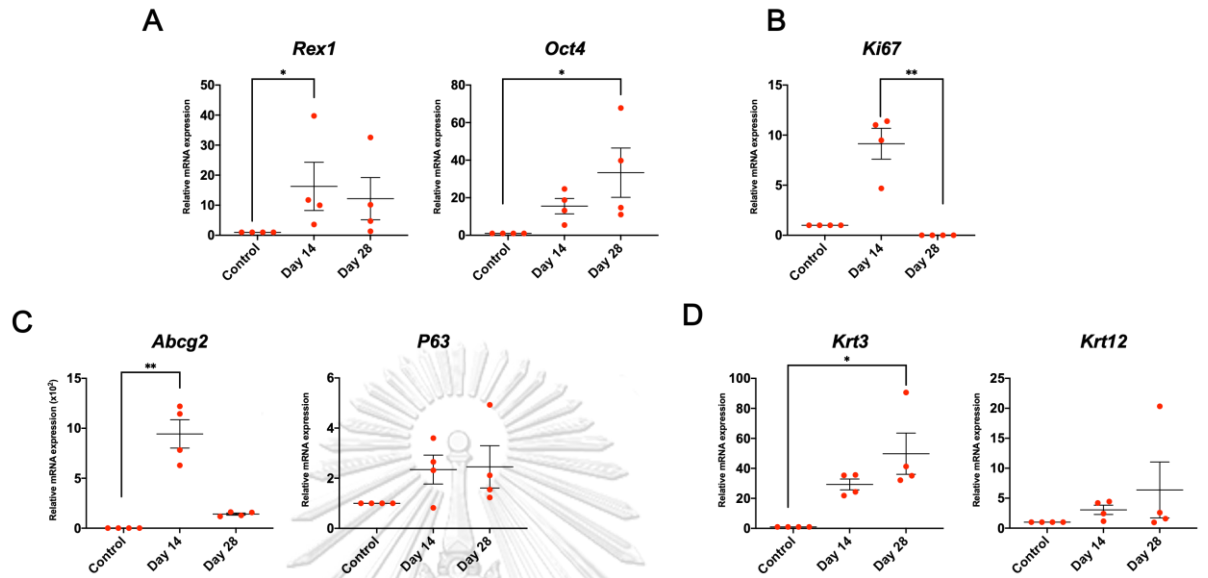 A
B
Rex1
Oct4
Ki67
Relative mRNA expression
50
40
30
20
10
0
*
Control
Day 14
Day 28
Relative mRNA expression
80
60
40
20
0
*
Control
Day 14
Day 28
Relative mRNA expression
15
10
5
0
**
Control
Day 14
Day 28
C
D
Abcg2
P63
Krt3
Krt12
Relative mRNA expression (x10²)
15
10
5
0
**
Control
Day 14
Day 28
Relative mRNA expression
6
4
2
0
Control
Day 14
Day 28
Relative mRNA expression
100
80
60
40
20
0
*
Control
Day 14
Day 28
Relative mRNA expression
25
20
15
10
5
0
Control
Day 14
Day 28